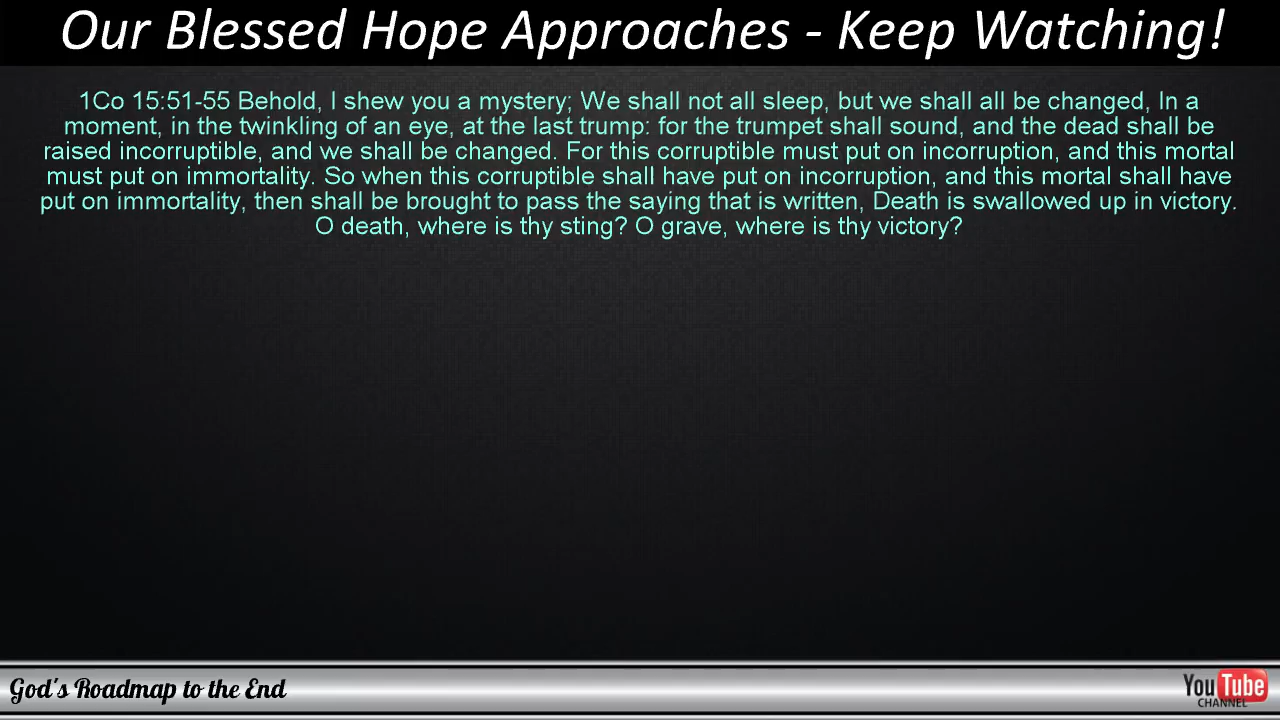 Our Blessed Hope Approaches - Keep Watching!
1Co 15:51-55 Behold, I shew you a mystery; We shall not all sleep, but we shall all be changed, In a
moment, in the twinkling of an eye, at the last trump: for the trumpet shall sound, and the dead shall be
raised incorruptible, and we shall be changed. For this corruptible must put on incorruption, and this mortal
must put on immortality. So when this corruptible shall have put on incorruption, and this mortal shall have
put on immortality, then shall be brought to pass the saying that is written, Death is swallowed up in victory.
O death, where is thy sting? O grave, where is thy victory?
God's Roadmap to the End
YouTube
CHANNEL